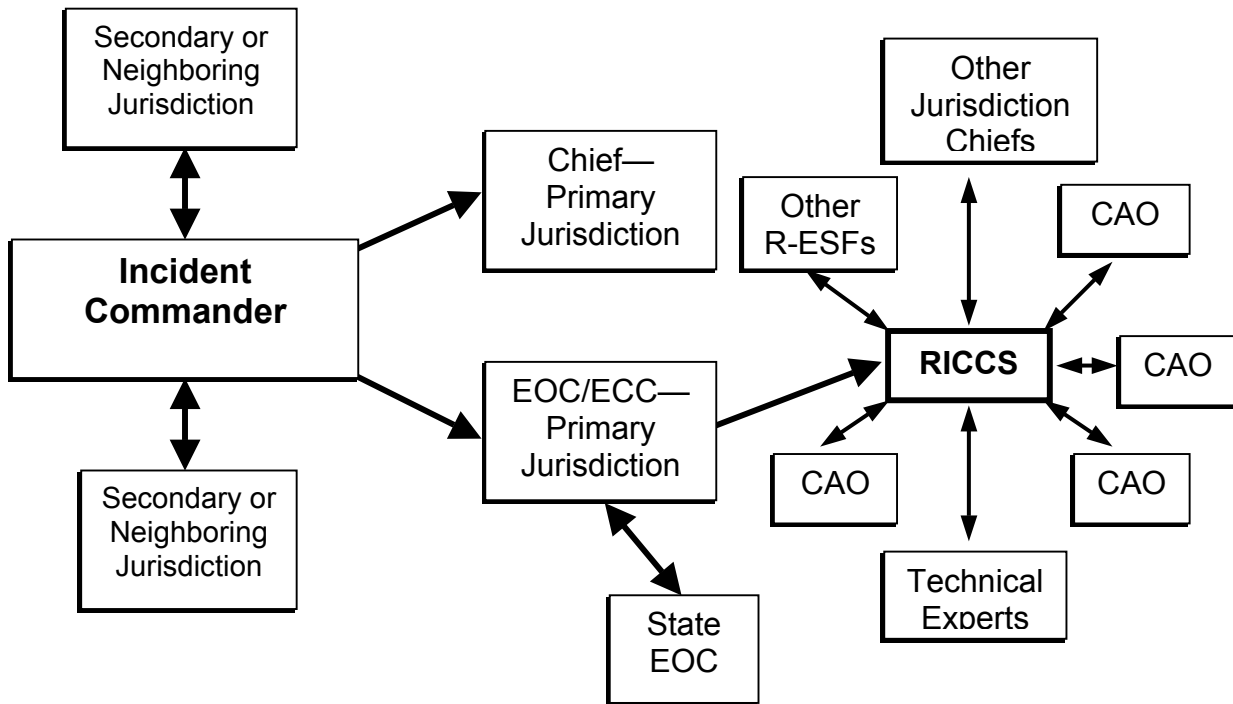 Secondary or
Neighboring
Jurisdiction
Incident
Commander
Secondary or
Neighboring
Jurisdiction
Chief—
Primary
Jurisdiction
EOC/ECC—
Primary
Jurisdiction
State
EOC
Other
Jurisdiction
Chiefs
Other
R-ESFs
CAO
RICCS
CAO
CAO
CAO
Technical
Experts